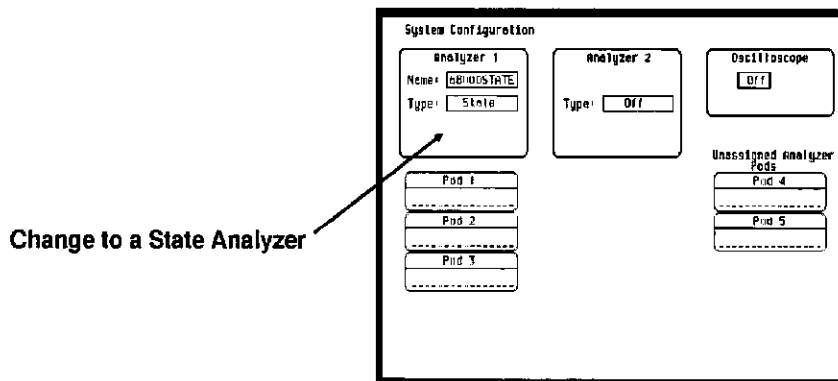 System Configuration
Analyzer 1
Name: 68000STATE
Type: State
Analyzer 2
Type: Off
Oscilloscope
Off
Unassigned Analyzer
Pods
Pod 1
Pod 2
Pod 3
Pod 4
Pod 5
Change to a State Analyzer